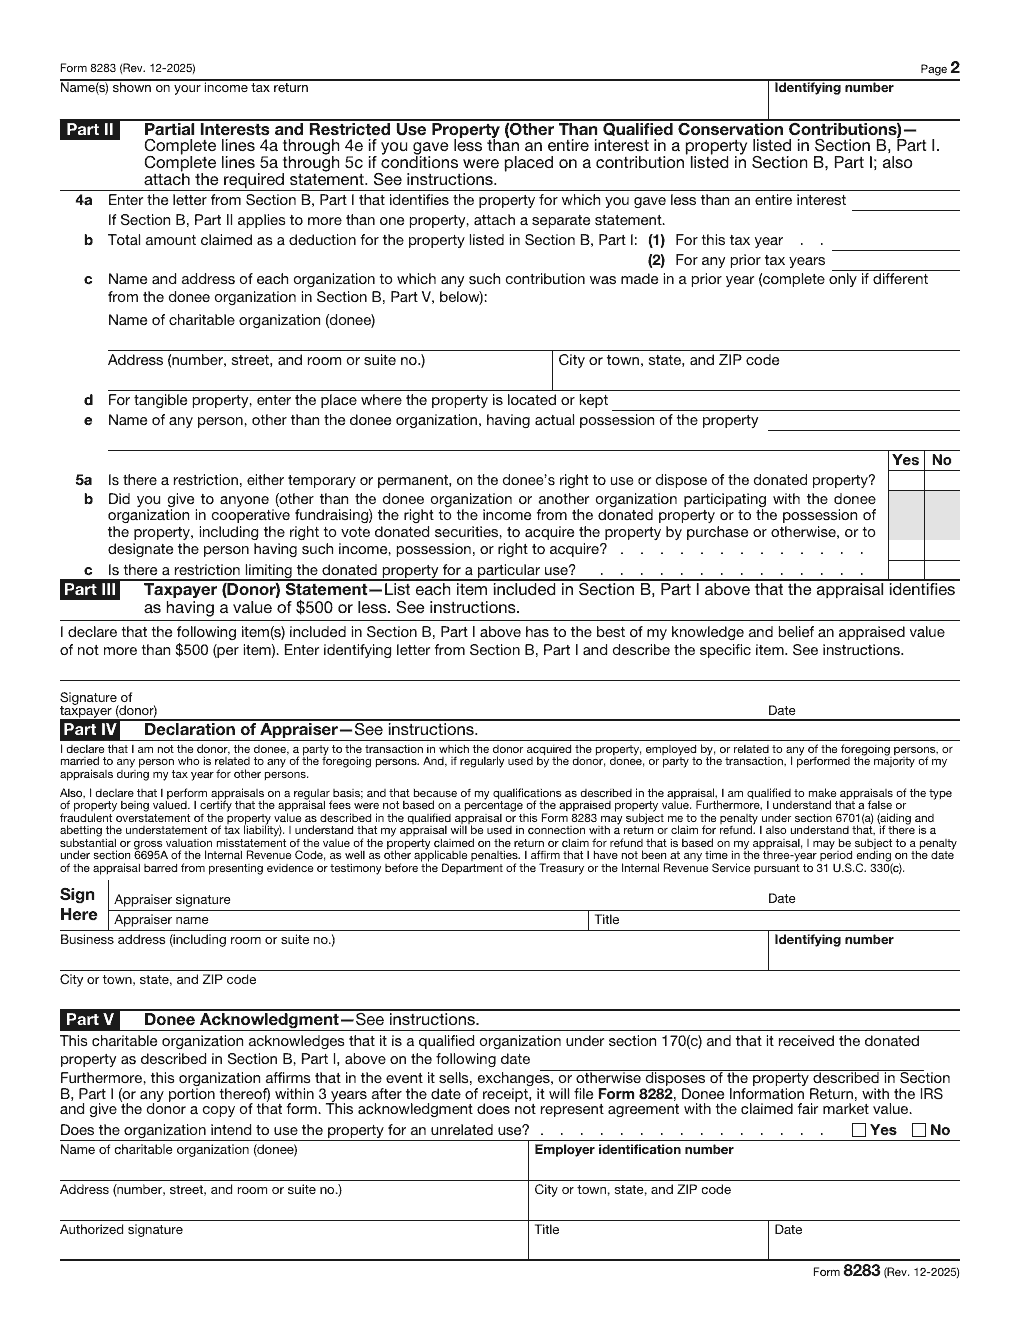 Form 8283 (Rev. 12-2025) Page 2
Name(s) shown on your income tax return Identifying number
Part II Partial Interests and Restricted Use Property (Other Than Qualified Conservation Contributions)—
Complete lines 4a through 4e if you gave less than an entire interest in a property listed in Section B, Part I.
Complete lines 5a through 5c if conditions were placed on a contribution listed in Section B, Part I; also
attach the required statement. See instructions.
4a Enter the letter from Section B, Part I that identifies the property for which you gave less than an entire interest
If Section B, Part II applies to more than one property, attach a separate statement.
b Total amount claimed as a deduction for the property listed in Section B, Part I: (1) For this tax year . .
(2) For any prior tax years
c Name and address of each organization to which any such contribution was made in a prior year (complete only if different
from the donee organization in Section B, Part V, below):
Name of charitable organization (donee)
Address (number, street, and room or suite no.) City or town, state, and ZIP code
d For tangible property, enter the place where the property is located or kept
e Name of any person, other than the donee organization, having actual possession of the property
Yes No
5a Is there a restriction, either temporary or permanent, on the donee's right to use or dispose of the donated property?
b Did you give to anyone (other than the donee organization or another organization participating with the donee
organization in cooperative fundraising) the right to the income from the donated property or to the possession of
the property, including the right to vote donated securities, to acquire the property by purchase or otherwise, or to
designate the person having such income, possession, or right to acquire? . . . . . . . . . . . . .
c Is there a restriction limiting the donated property for a particular use? . . . . . . . . . . . . . .
Part III Taxpayer (Donor) Statement—List each item included in Section B, Part I above that the appraisal identifies
as having a value of $500 or less. See instructions.
I declare that the following item(s) included in Section B, Part I above has to the best of my knowledge and belief an appraised value
of not more than $500 (per item). Enter identifying letter from Section B, Part I and describe the specific item. See instructions.
Signature of
taxpayer (donor) Date
Part IV Declaration of Appraiser—See instructions.
I declare that I am not the donor, the donee, a party to the transaction in which the donor acquired the property, employed by, or related to any of the foregoing persons, or
married to any person who is related to any of the foregoing persons. And, if regularly used by the donor, donee, or party to the transaction, I performed the majority of my
appraisals during my tax year for other persons.
Also, I declare that I perform appraisals on a regular basis; and that because of my qualifications as described in the appraisal, I am qualified to make appraisals of the type
of property being valued. I certify that the appraisal fees were not based on a percentage of the appraised property value. Furthermore, I understand that a false or
fraudulent overstatement of the property value as described in the qualified appraisal or this Form 8283 may subject me to the penalty under section 6701(a) (aiding and
abetting the understatement of tax liability). I understand that my appraisal will be used in connection with a return or claim for refund. I also understand that, if there is a
substantial or gross valuation misstatement of the value of the property claimed on the return or claim for refund that is based on my appraisal, I may be subject to a penalty
under section 6695A of the Internal Revenue Code, as well as other applicable penalties. I affirm that I have not been at any time in the three-year period ending on the date
of the appraisal barred from presenting evidence or testimony before the Department of the Treasury or the Internal Revenue Service pursuant to 31 U.S.C. 330(c).
Sign
Here
Appraiser signature Date
Appraiser name Title
Business address (including room or suite no.) Identifying number
City or town, state, and ZIP code
Part V Donee Acknowledgment—See instructions.
This charitable organization acknowledges that it is a qualified organization under section 170(c) and that it received the donated
property as described in Section B, Part I, above on the following date
Furthermore, this organization affirms that in the event it sells, exchanges, or otherwise disposes of the property described in Section
B, Part I (or any portion thereof) within 3 years after the date of receipt, it will file Form 8282, Donee Information Return, with the IRS
and give the donor a copy of that form. This acknowledgment does not represent agreement with the claimed fair market value.
Does the organization intend to use the property for an unrelated use? . . . . . . . . . . . . . . . Yes No
Name of charitable organization (donee) Employer identification number
Address (number, street, and room or suite no.) City or town, state, and ZIP code
Authorized signature Title Date
Form 8283 (Rev. 12-2025)